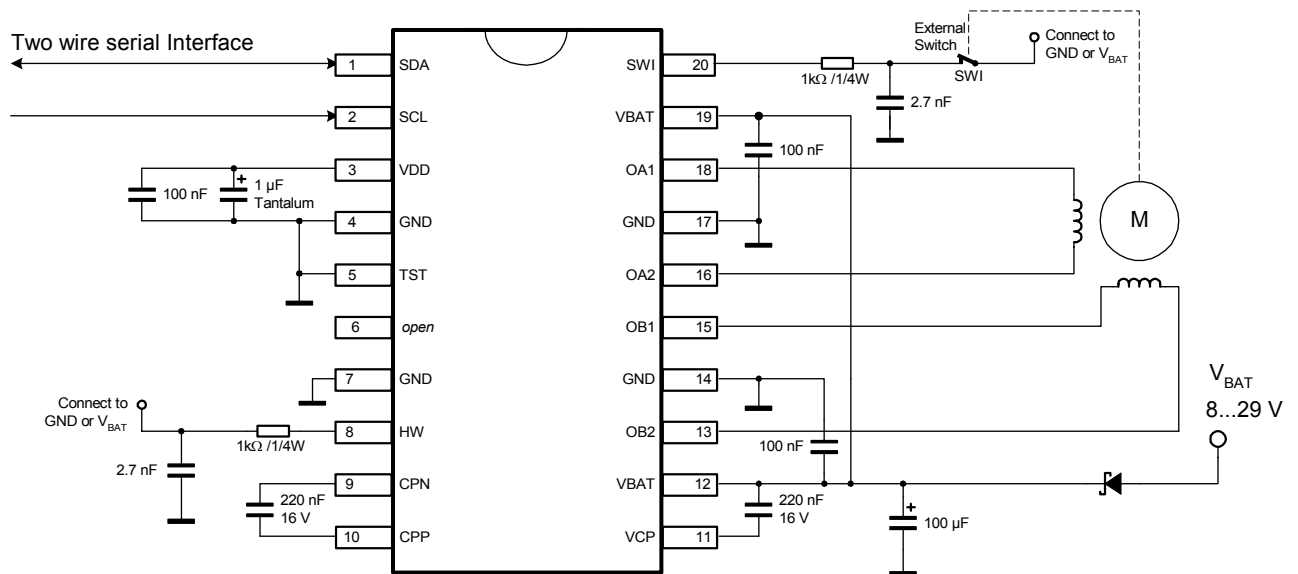 Two wire serial Interface
1 SDA
2 SCL
3 VDD
4 GND
5 TST
6 open
7 GND
8 HW
9 CPN
10 CPP
SWI 20
VBAT 19
OA1 18
GND 17
OA2 16
OB1 15
GND 14
OB2 13
VBAT 12
VCP 11
100 nF
+
1 µF
Tantalum
Connect to
GND or VBAT
1kΩ /1/4W
2.7 nF
220 nF
16 V
1kΩ /1/4W
External
Switch
SWI
Connect to
GND or VBAT
2.7 nF
100 nF
M
100 nF
220 nF
16 V
+
100 µF
VBAT
8...29 V